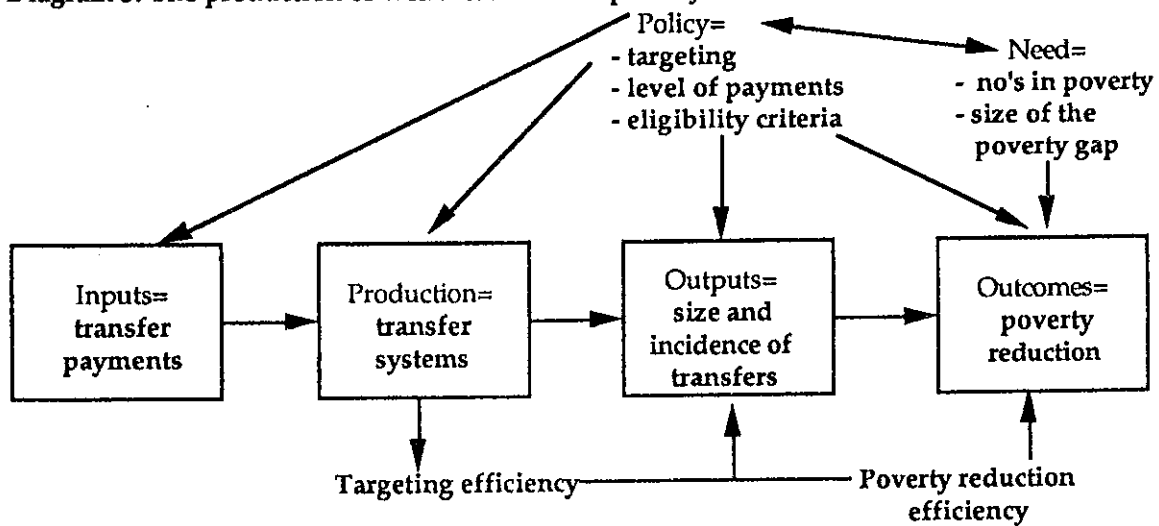 Policy=
- targeting
- level of payments
- eligibility criteria
Need=
- no's in poverty
- size of the
poverty gap
Inputs=
transfer
payments
Production=
transfer
systems
Outputs=
size and
incidence of
transfers
Outcomes=
poverty
reduction
Targeting efficiency
Poverty reduction
efficiency